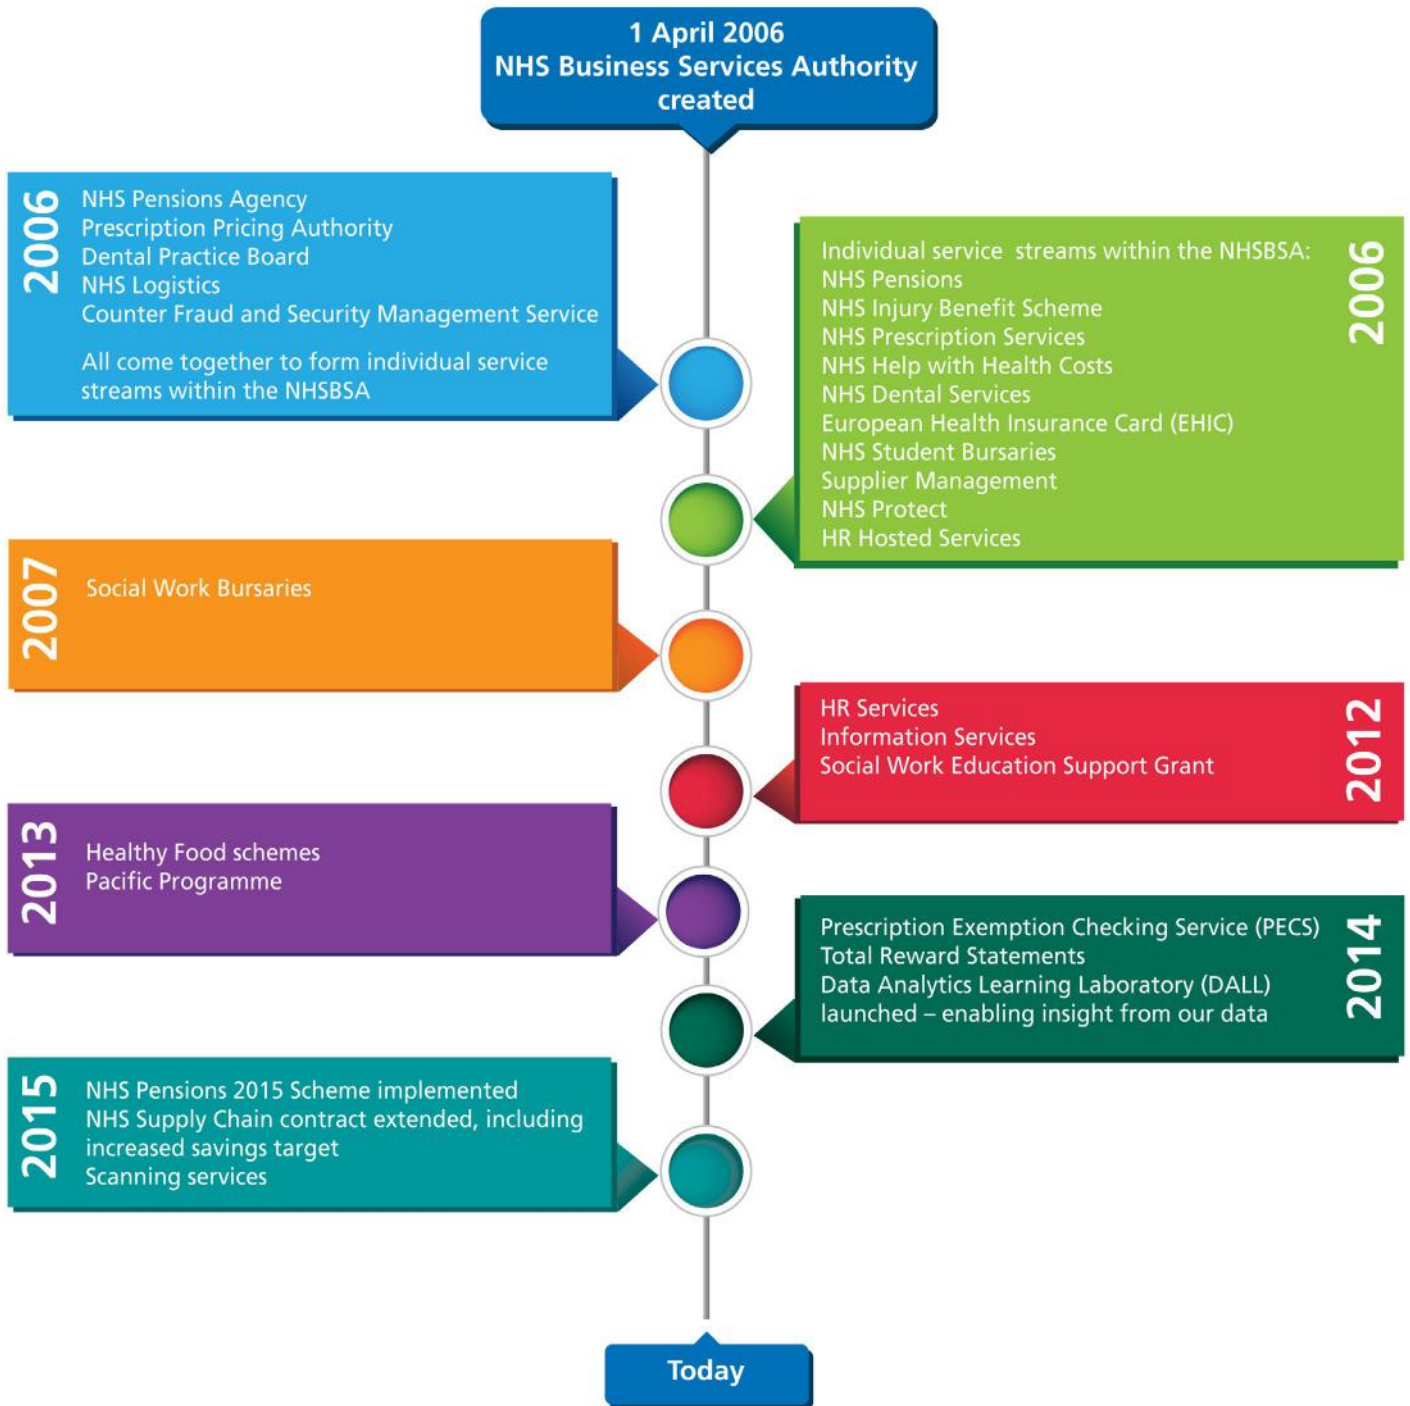 1 April 2006
NHS Business Services Authority
created
2006
NHS Pensions Agency
Prescription Pricing Authority
Dental Practice Board
NHS Logistics
Counter Fraud and Security Management Service
All come together to form individual service
streams within the NHSBSA
2006
Individual service streams within the NHSBSA:
NHS Pensions
NHS Injury Benefit Scheme
NHS Prescription Services
NHS Help with Health Costs
NHS Dental Services
European Health Insurance Card (EHIC)
NHS Student Bursaries
Supplier Management
NHS Protect
HR Hosted Services
2007
Social Work Bursaries
2012
HR Services
Information Services
Social Work Education Support Grant
2013
Healthy Food schemes
Pacific Programme
2014
Prescription Exemption Checking Service (PECS)
Total Reward Statements
Data Analytics Learning Laboratory (DALL)
launched – enabling insight from our data
2015
NHS Pensions 2015 Scheme implemented
NHS Supply Chain contract extended, including
increased savings target
Scanning services
Today